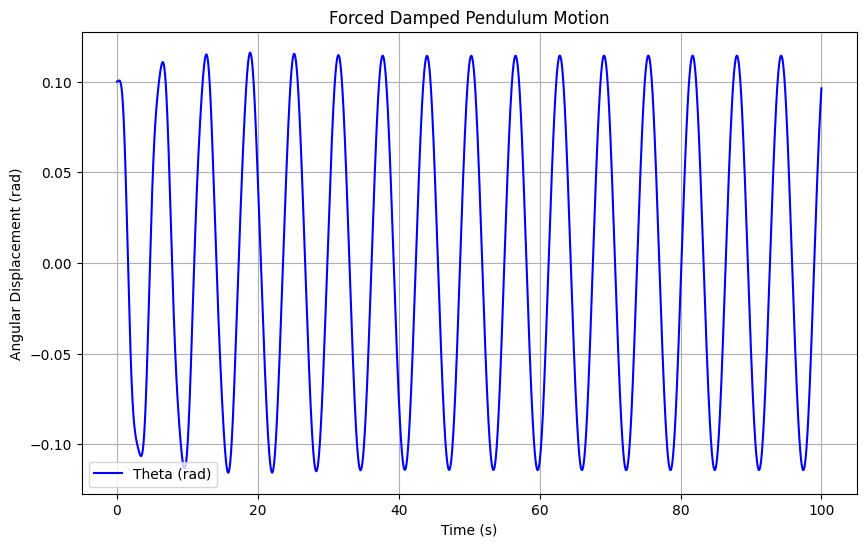 Forced Damped Pendulum Motion
Angular Displacement (rad)
0.10
0.05
0.00
−0.05
−0.10
Theta (rad)
0
20
40
60
80
100
Time (s)